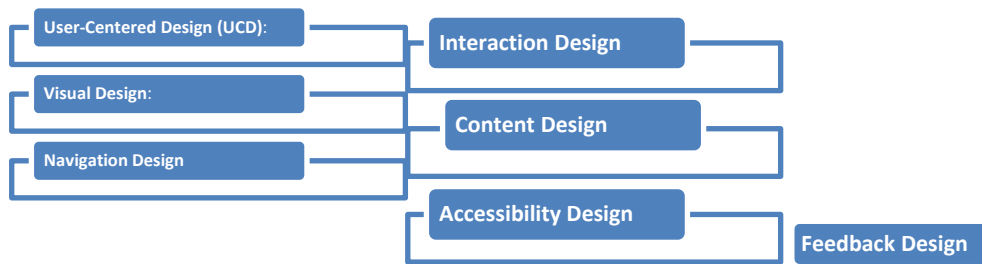 User-Centered Design (UCD):
Visual Design:
Navigation Design
Interaction Design
Content Design
Accessibility Design
Feedback Design